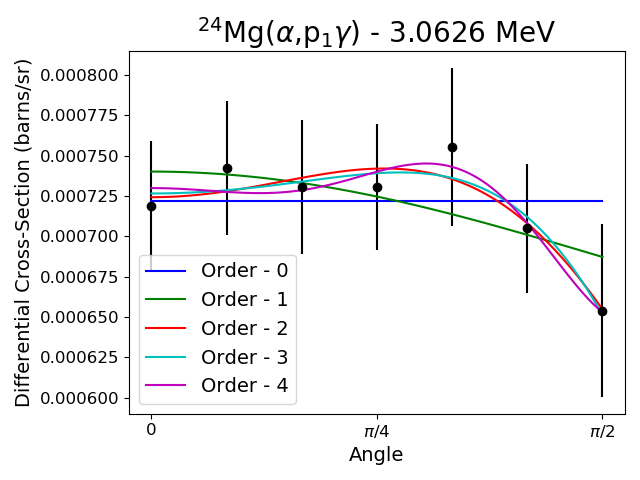 ²⁴Mg(α,p₁γ) - 3.0626 MeV
Differential Cross-Section (barns/sr)
0.000800
0.000775
0.000750
0.000725
0.000700
0.000675
0.000650
0.000625
0.000600
Order - 0
Order - 1
Order - 2
Order - 3
Order - 4
0
π/4
π/2
Angle